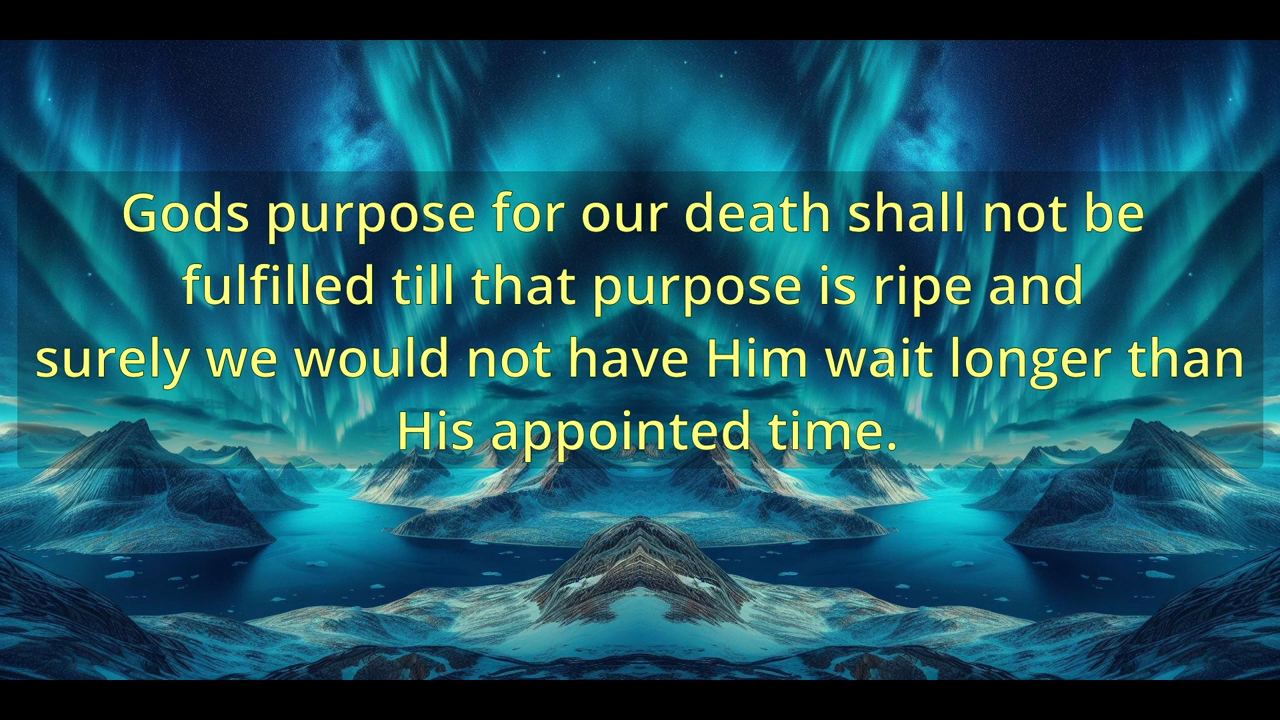 Gods purpose for our death shall not be
fulfilled till that purpose is ripe and
surely we would not have Him wait longer than
His appointed time.